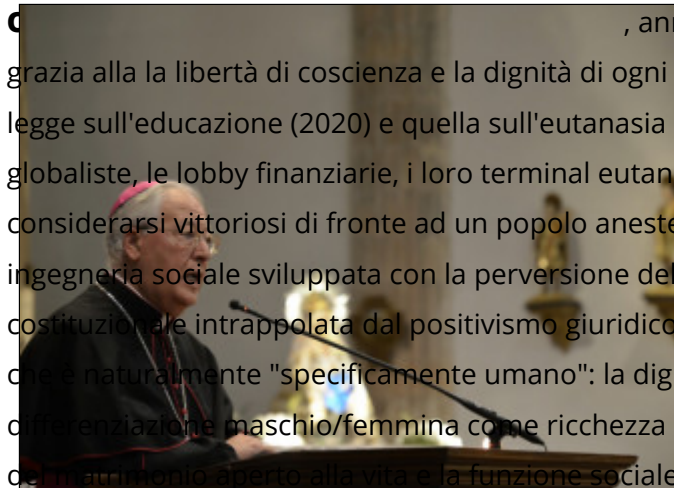 , ann
grazia alla la libertà di coscienza e la dignità di ogni
legge sull'educazione (2020) e quella sull'eutanasia
globaliste, le lobby finanziarie, i loro terminal eutan
considerarsi vittoriosi di fronte ad un popolo aneste
ingegneria sociale sviluppata con la perversione del
costituzionale intrappolata dal positivismo giuridico
che è naturalmente "specificamente umano": la dig
differenziazione maschio/femmina come ricchezza
del matrimonio aperto alla vita e la funzione sociale